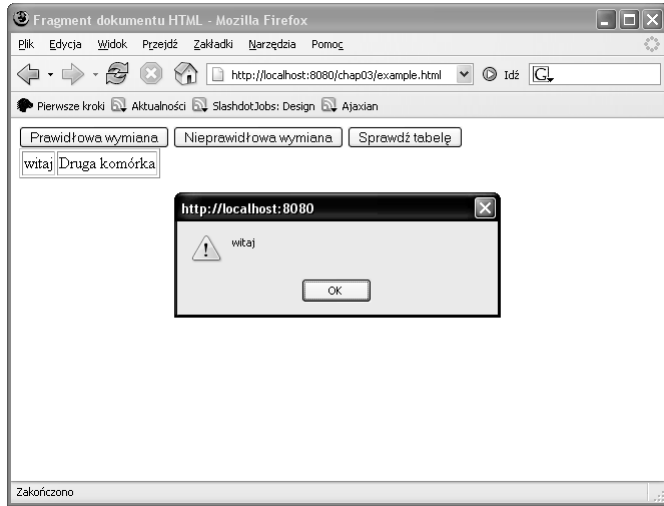 Fragment dokumentu HTML - Mozilla Firefox
Plik Edycja Widok Przejdź Zakładki Narzędzia Pomoc
http://localhost:8080/chap03/example.html Idź G
Pierwsze kroki Aktualności SlashdotJobs: Design Ajaxian
Prawidłowa wymiana Nieprawidłowa wymiana Sprawdź tabelę
witaj Druga komórka
http://localhost:8080
witaj
OK
Zakończono